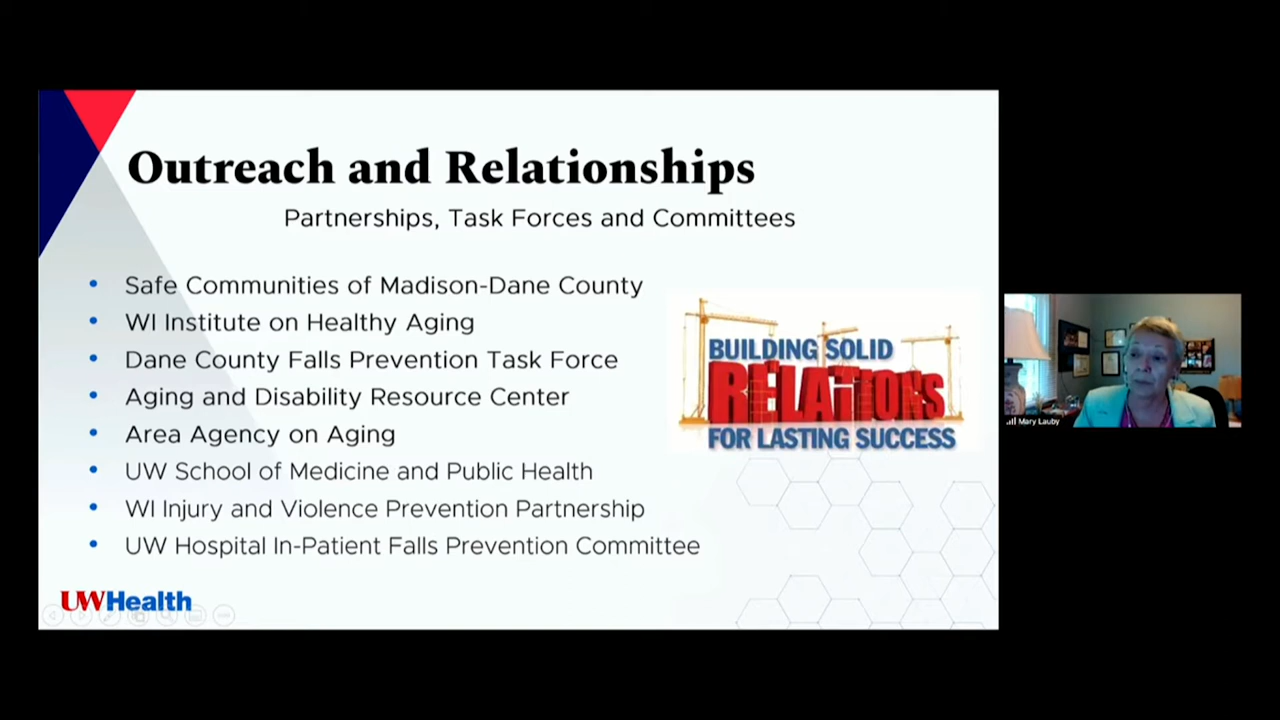 Outreach and Relationships
Partnerships, Task Forces and Committees
• Safe Communities of Madison-Dane County
• WI Institute on Healthy Aging
• Dane County Falls Prevention Task Force
• Aging and Disability Resource Center
• Area Agency on Aging
• UW School of Medicine and Public Health
• WI Injury and Violence Prevention Partnership
• UW Hospital In-Patient Falls Prevention Committee
BUILDING SOLID
RELATIONS
FOR LASTING SUCCESS
UWHealth
Mary Lauby